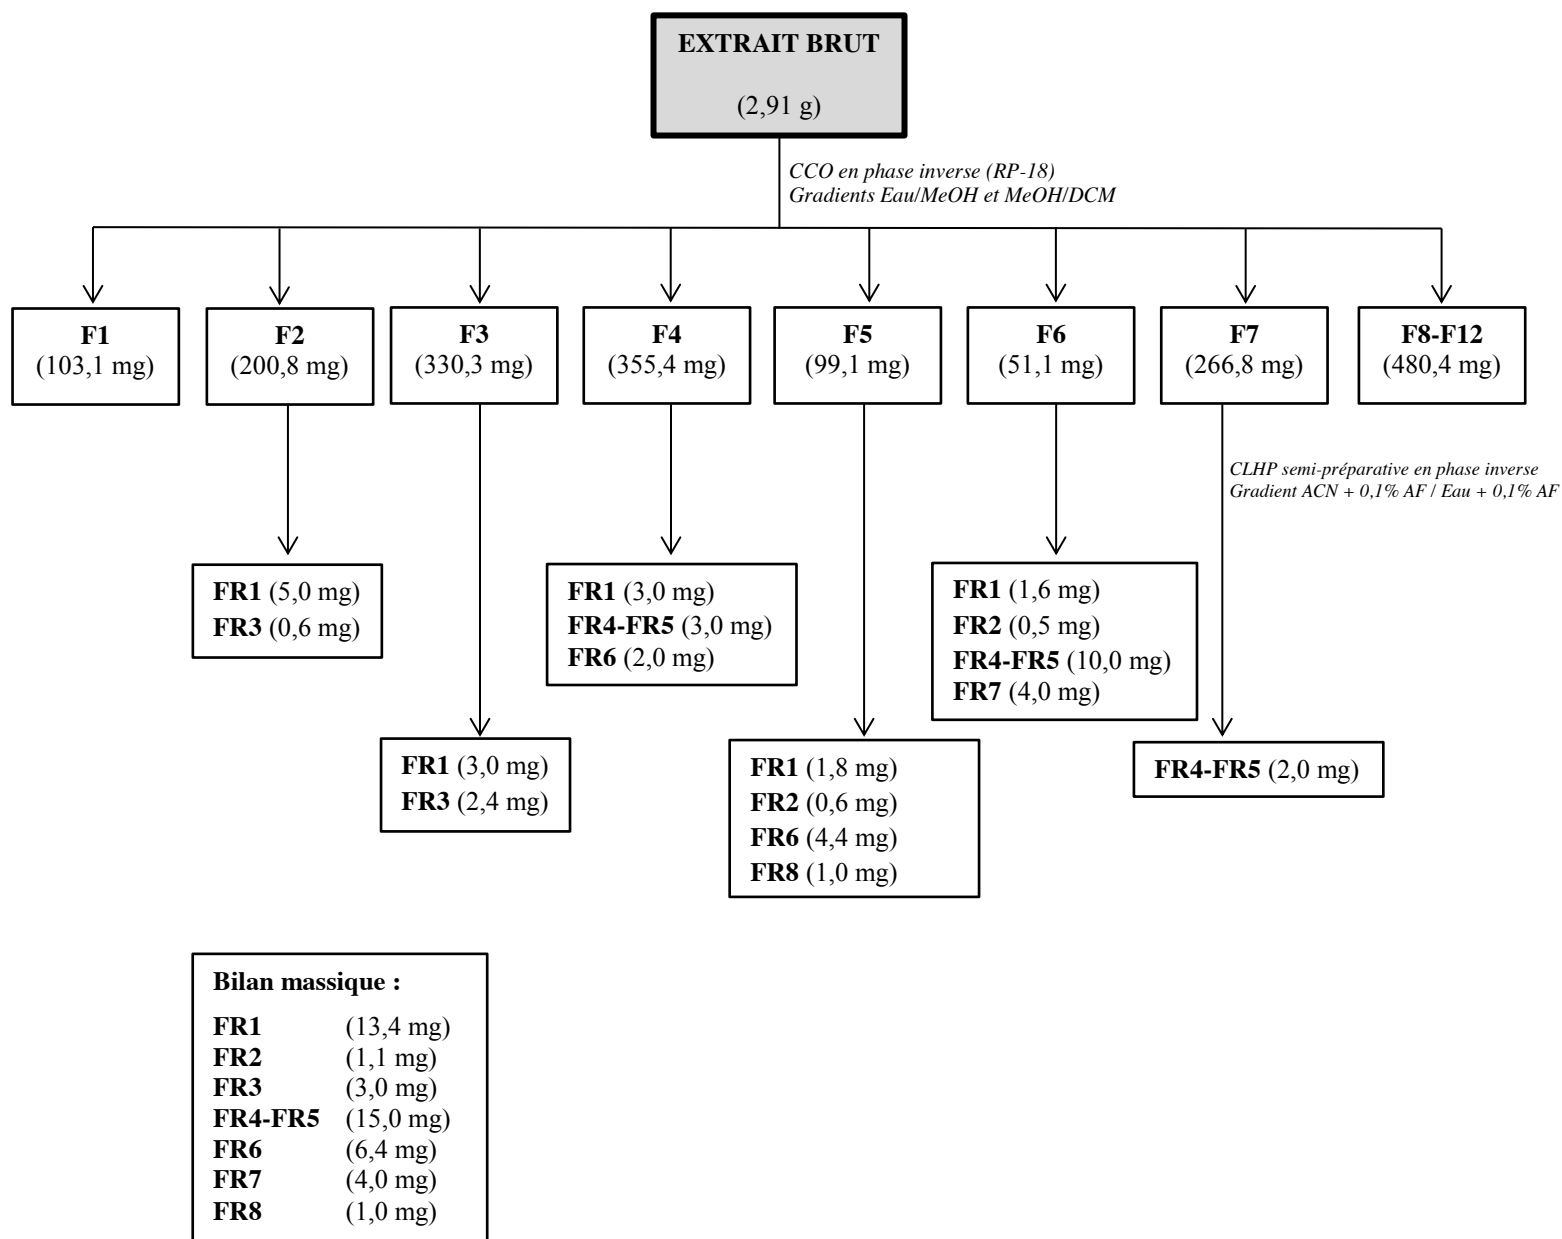 EXTRAIT BRUT
(2,91 g)
CCO en phase inverse (RP-18)
Gradients Eau/MeOH et MeOH/DCM
F1
(103,1 mg)
F2
(200,8 mg)
F3
(330,3 mg)
F4
(355,4 mg)
F5
(99,1 mg)
F6
(51,1 mg)
F7
(266,8 mg)
F8-F12
(480,4 mg)
CLHP semi-préparative en phase inverse
Gradient ACN + 0,1% AF / Eau + 0,1% AF
FR1 (5,0 mg)
FR3 (0,6 mg)
FR1 (3,0 mg)
FR4-FR5 (3,0 mg)
FR6 (2,0 mg)
FR1 (1,6 mg)
FR2 (0,5 mg)
FR4-FR5 (10,0 mg)
FR7 (4,0 mg)
FR1 (3,0 mg)
FR3 (2,4 mg)
FR1 (1,8 mg)
FR2 (0,6 mg)
FR6 (4,4 mg)
FR8 (1,0 mg)
FR4-FR5 (2,0 mg)
Bilan massique :
FR1 (13,4 mg)
FR2 (1,1 mg)
FR3 (3,0 mg)
FR4-FR5 (15,0 mg)
FR6 (6,4 mg)
FR7 (4,0 mg)
FR8 (1,0 mg)